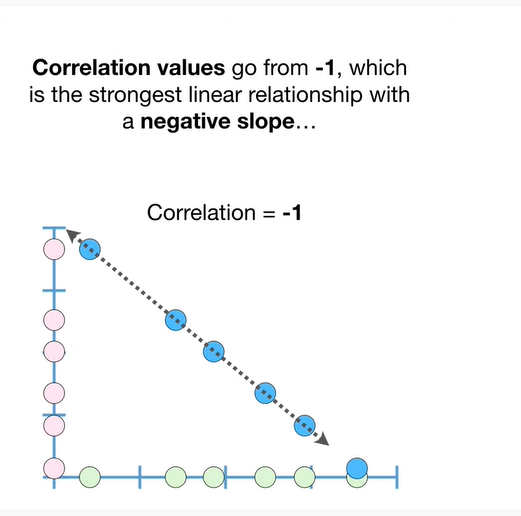 Correlation values go from -1, which
is the strongest linear relationship with
a negative slope…
Correlation = -1